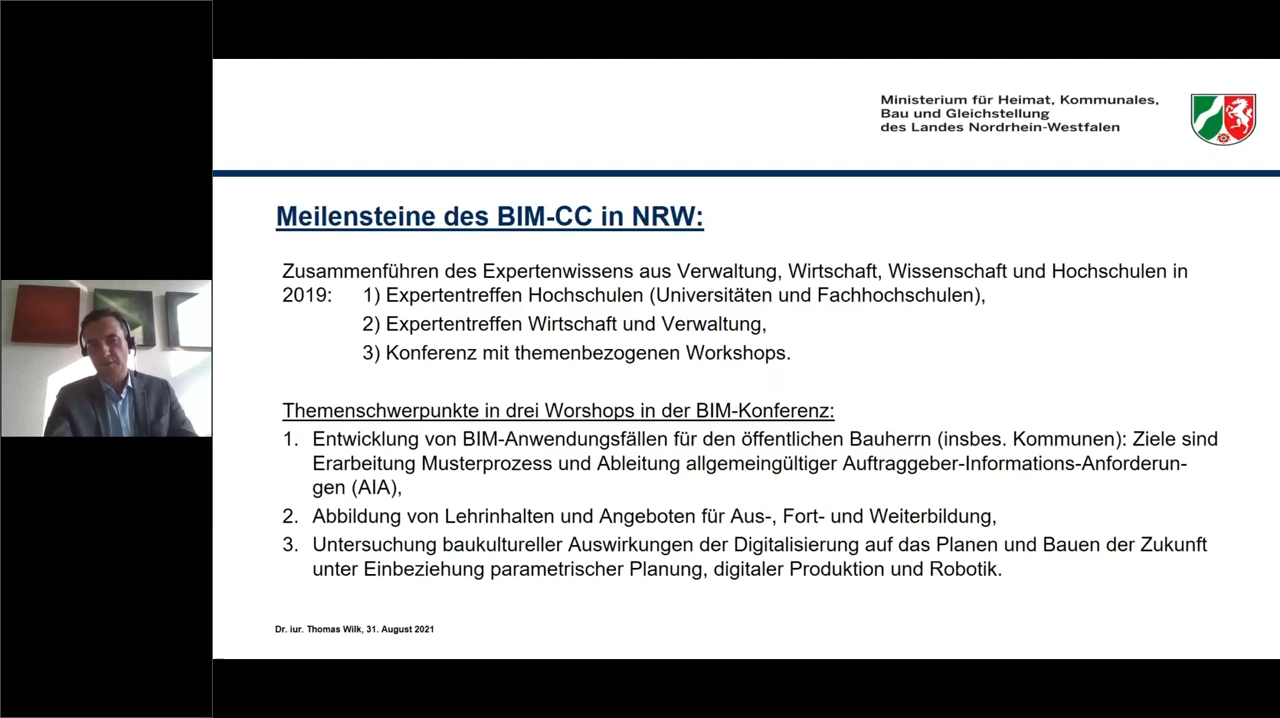 Ministerium für Heimat, Kommunales,
Bau und Gleichstellung
des Landes Nordrhein-Westfalen
Meilensteine des BIM-CC in NRW:
Zusammenführen des Expertenwissens aus Verwaltung, Wirtschaft, Wissenschaft und Hochschulen in
2019: 1) Expertentreffen Hochschulen (Universitäten und Fachhochschulen),
2) Expertentreffen Wirtschaft und Verwaltung,
3) Konferenz mit themenbezogenen Workshops.
Themenschwerpunkte in drei Worshops in der BIM-Konferenz:
1. Entwicklung von BIM-Anwendungsfällen für den öffentlichen Bauherrn (insbes. Kommunen): Ziele sind
Erarbeitung Musterprozess und Ableitung allgemeingültiger Auftraggeber-Informations-Anforderun-
gen (AIA),
2. Abbildung von Lehrinhalten und Angeboten für Aus-, Fort- und Weiterbildung,
3. Untersuchung baukultureller Auswirkungen der Digitalisierung auf das Planen und Bauen der Zukunft
unter Einbeziehung parametrischer Planung, digitaler Produktion und Robotik.
Dr. iur. Thomas Wilk, 31. August 2021